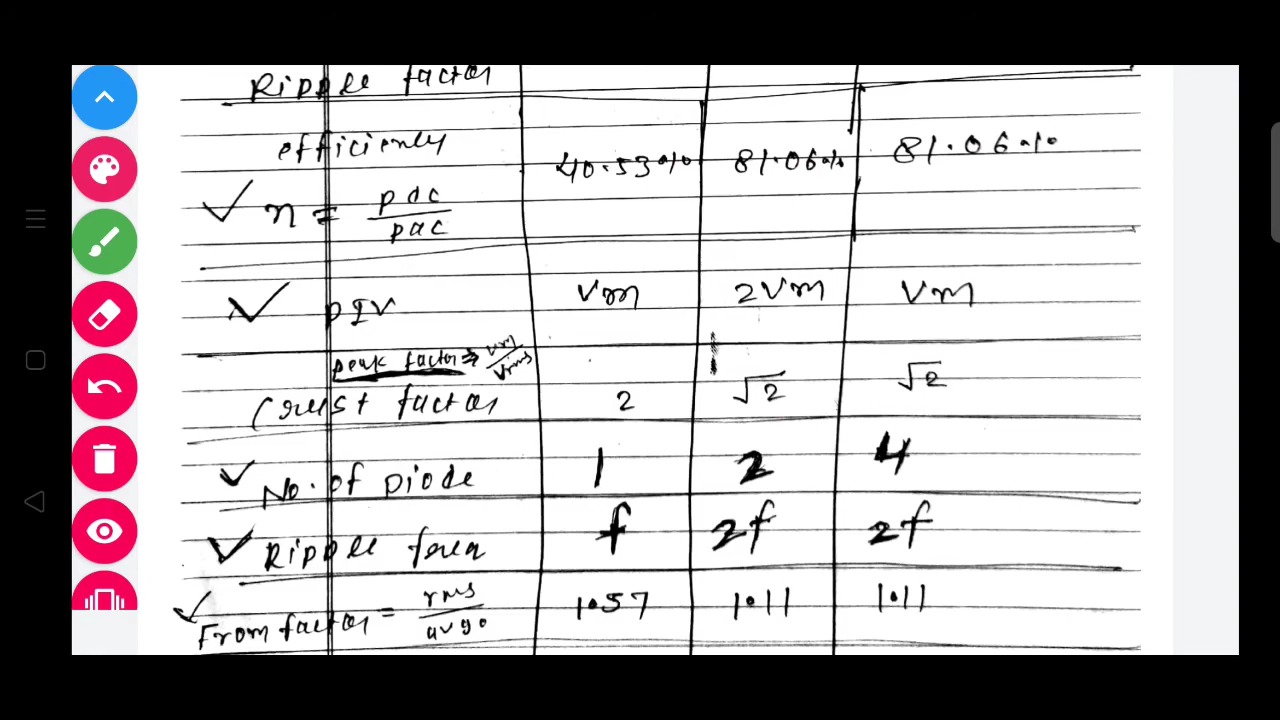 Ripple factor
efficienly 40.53% 81.06% 81.06%
η = pdc/pac
PIV Vm 2Vm Vm
peak factor ⇒ Vm/Vrms
Crest factor 2 √2 √2
No. of Diode 1 2 4
Ripple freq f 2f 2f
From factor = rms/avg. 1.57 1.11 1.11